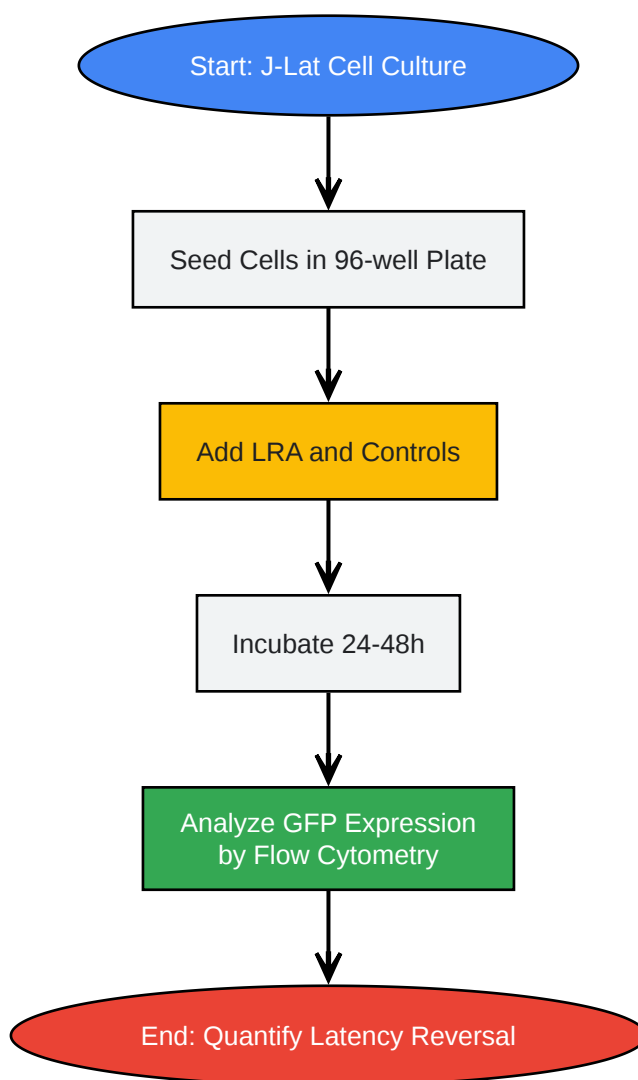 Start: J-Lat Cell Culture
Seed Cells in 96-well Plate
Add LRA and Controls
Incubate 24-48h
Analyze GFP Expression
by Flow Cytometry
End: Quantify Latency Reversal